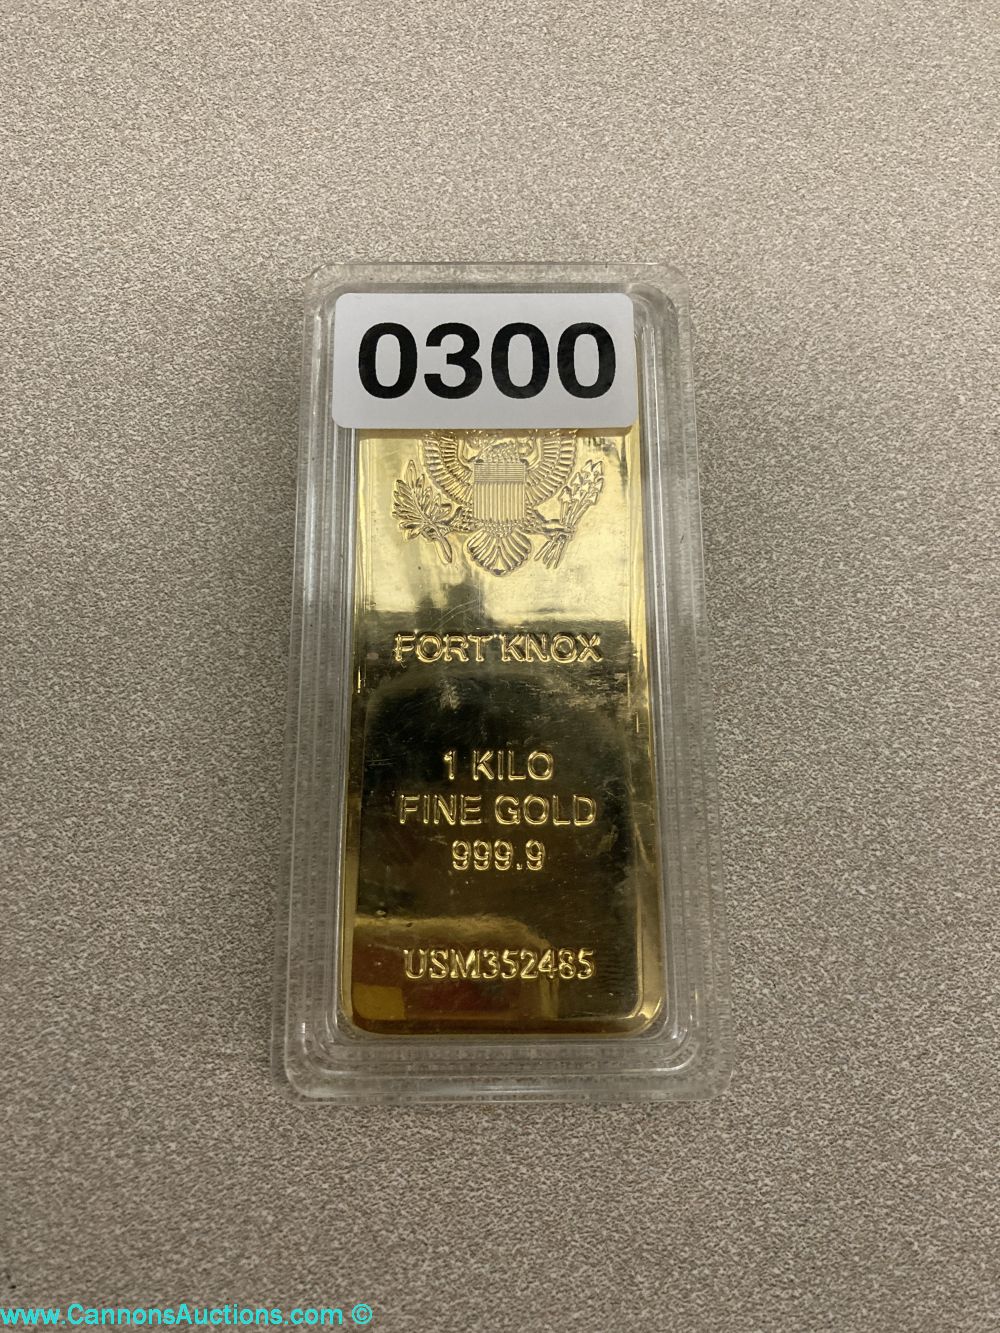 0300
FORT KNOX
1 KILO
FINE GOLD
999.9
USM352485
www.CannonsAuctions.com ©